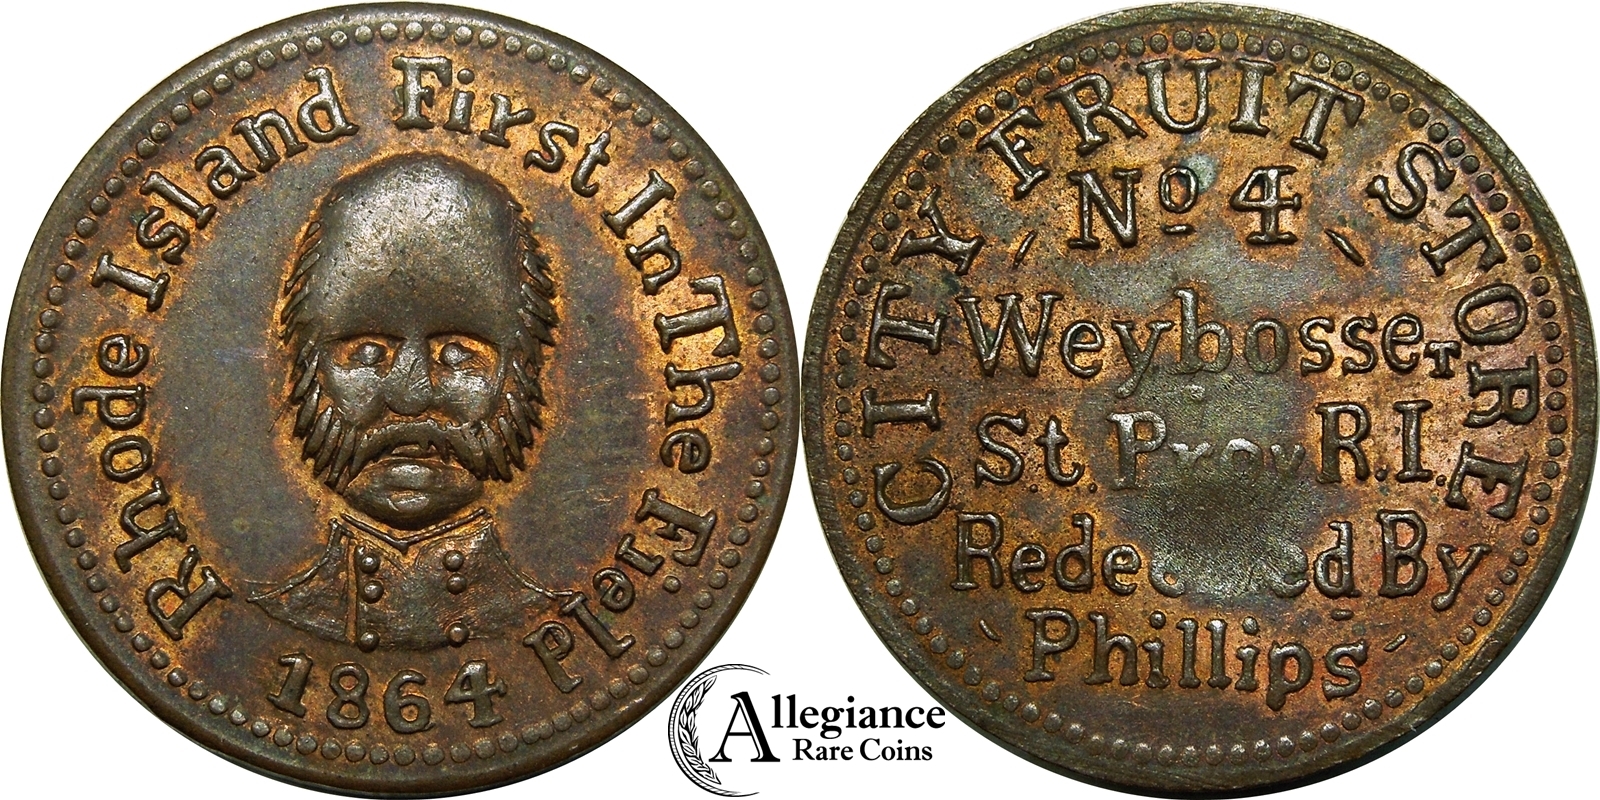 Rhode Island First In The Field
1864
CITY FRUIT STORE
No 4
Weybosset
St. Prov R.I.
By
Phillips
Allegiance
Rare Coins